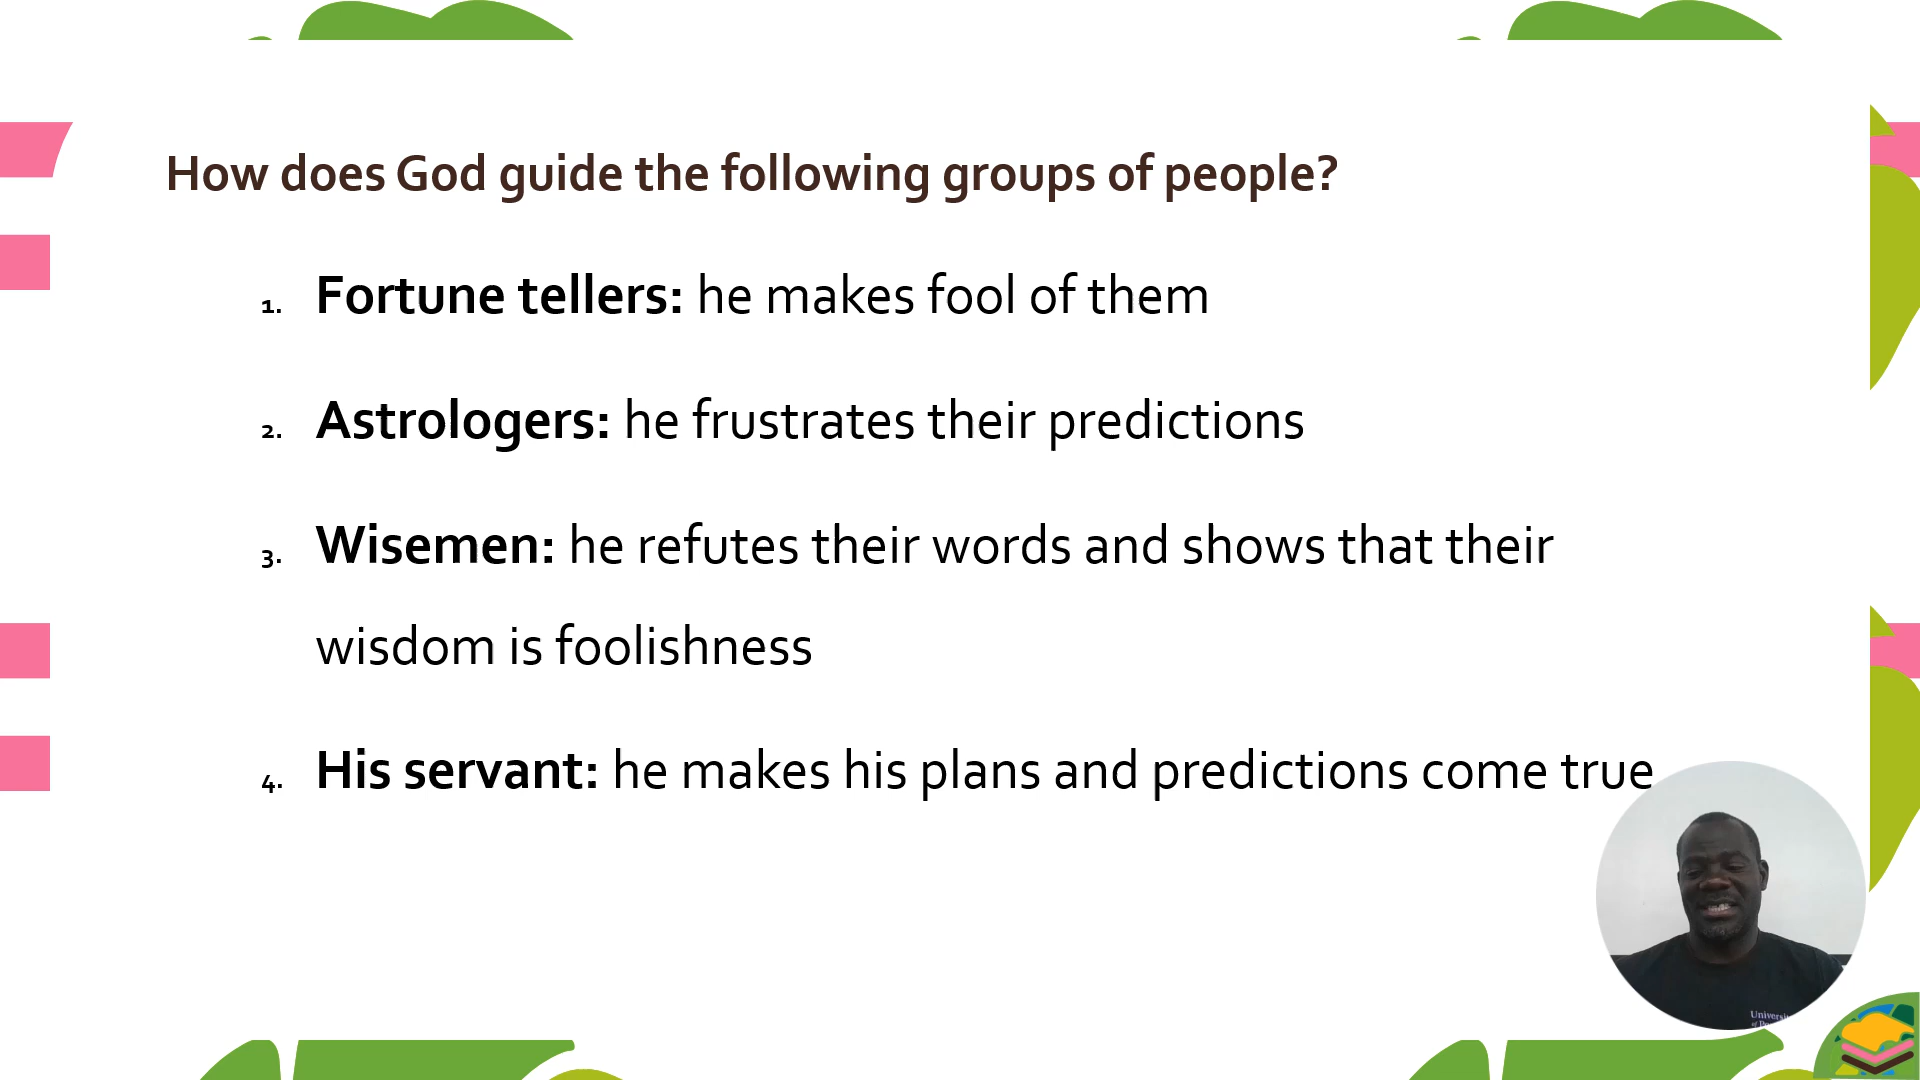 How does God guide the following groups of people?
1. Fortune tellers: he makes fool of them
2. Astrologers: he frustrates their predictions
3. Wisemen: he refutes their words and shows that their
wisdom is foolishness
4. His servant: he makes his plans and predictions come true